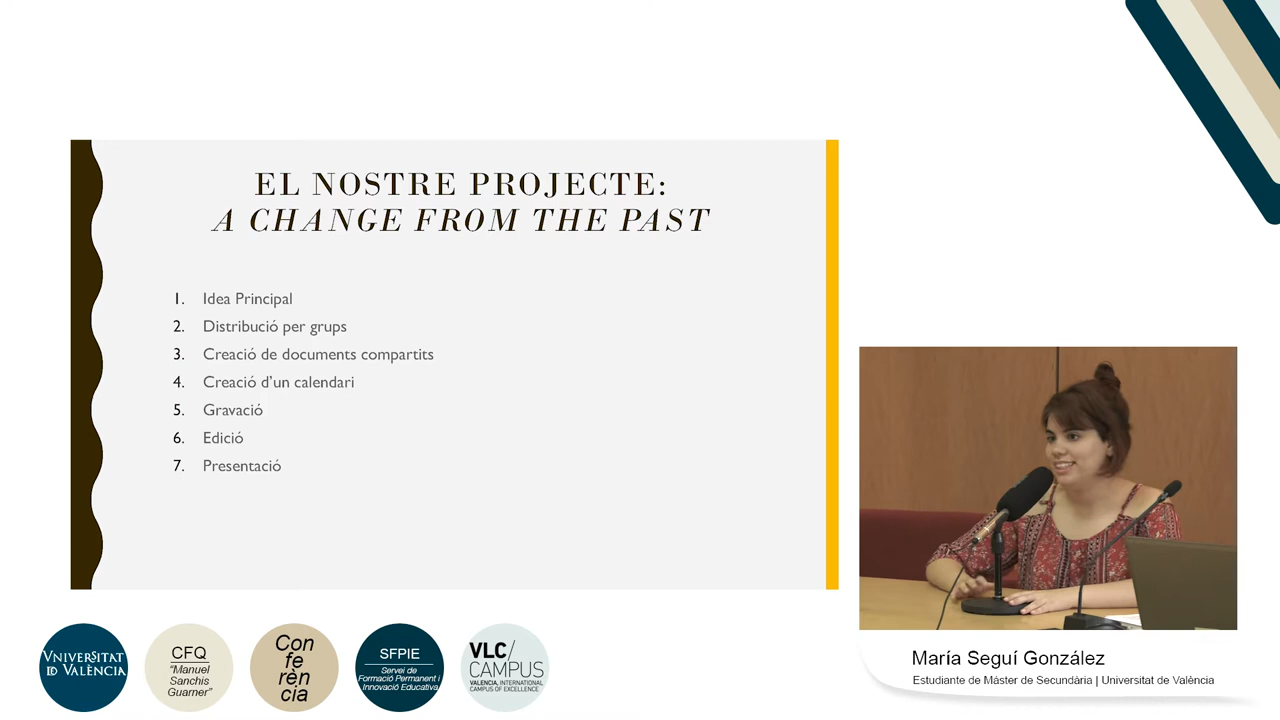 EL NOSTRE PROJECTE:
A CHANGE FROM THE PAST
1. Idea Principal
2. Distribució per grups
3. Creació de documents compartits
4. Creació d'un calendari
5. Gravació
6. Edició
7. Presentació
VNIVERSITAT
ID VALÈNCIA
CFQ
"Manuel
Sanchis
Guarner"
Con
fe
rèn
cia
SFPIE
Servei de
Formació Permanent i
Innovació Educativa
VLC/
CAMPUS
VALENCIA, INTERNATIONAL
CAMPUS OF EXCELLENCE
María Seguí González
Estudiante de Máster de Secundària | Universitat de València